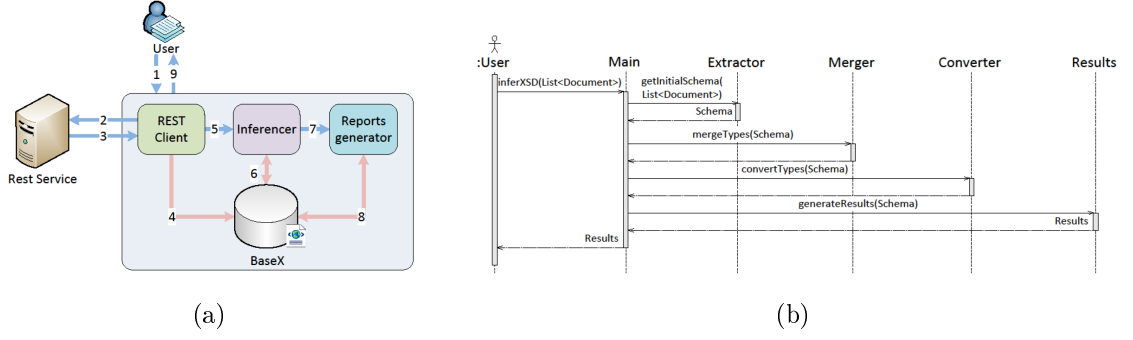 User
1 9
REST
Client
Inferencer
Reports
generator
2
3
5
7
Rest Service
6
4
8
BaseX
(a)
:User
Main
Extractor
Merger
Converter
Results
inferXSD(List<Document>)
getInitialSchema(
List<Document>)
Schema
mergeTypes(Schema)
convertTypes(Schema)
generateResults(Schema)
Results
Results
(b)